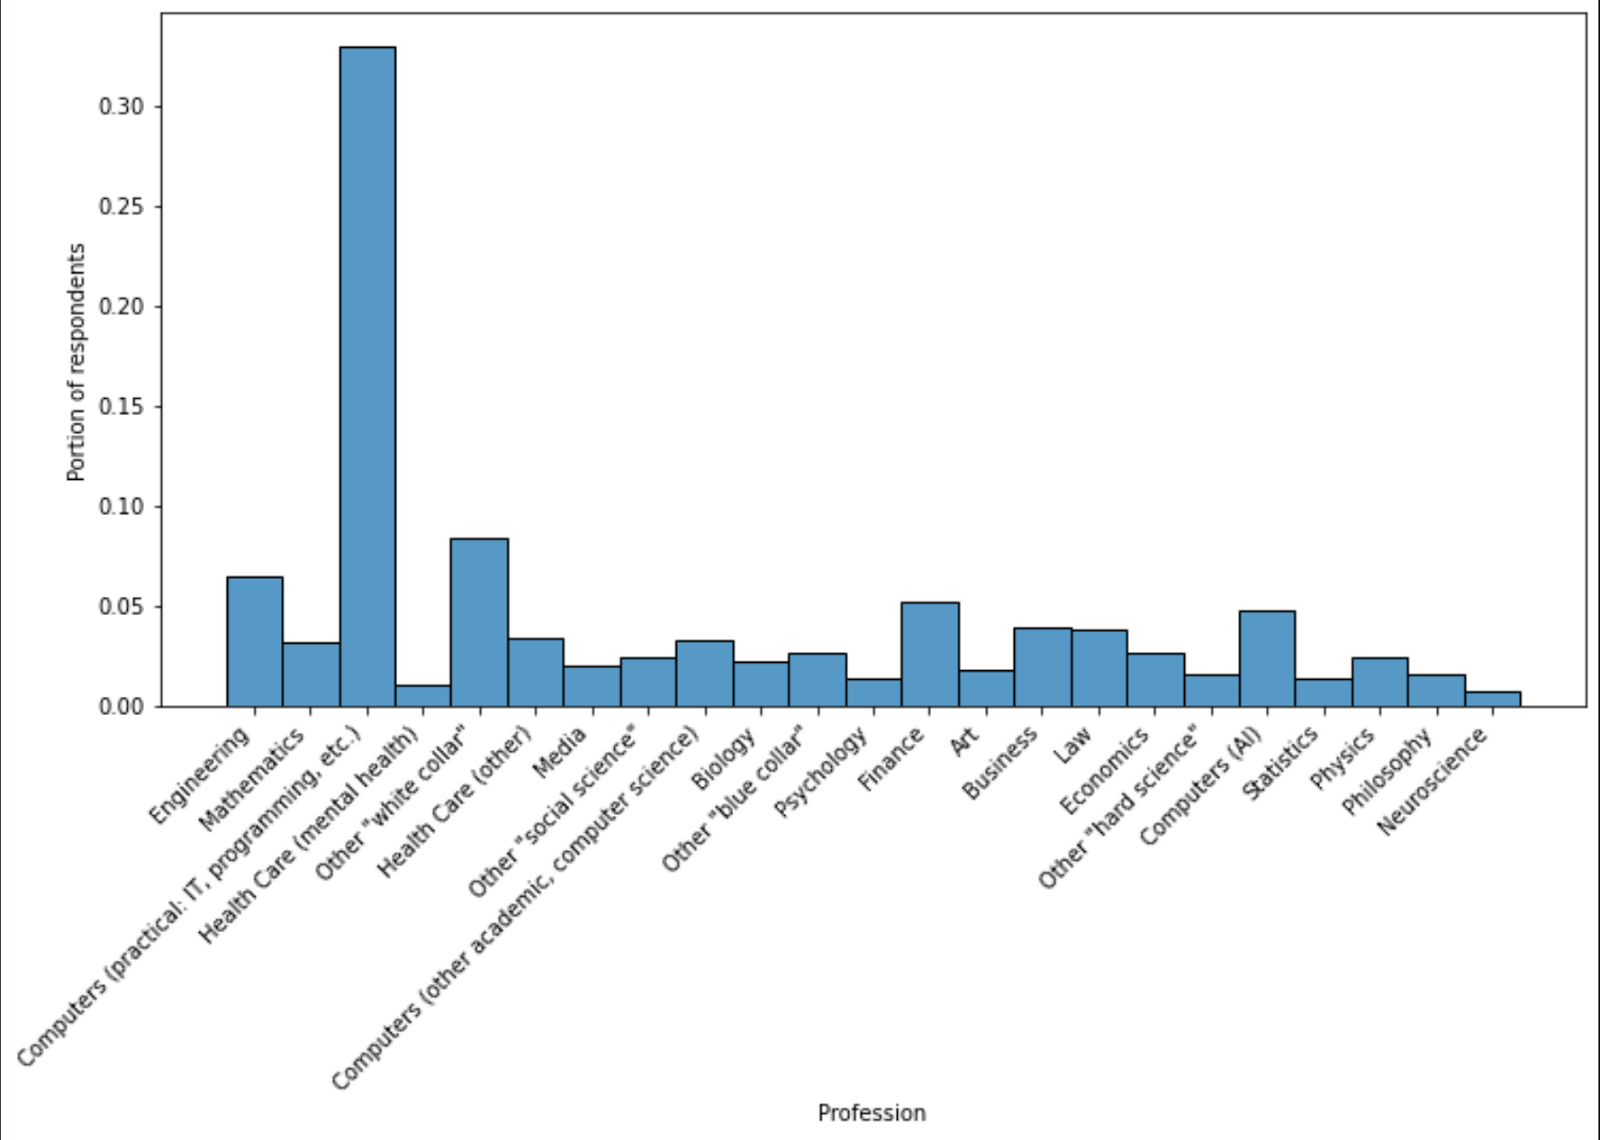 Portion of respondents
0.30
0.25
0.20
0.15
0.10
0.05
0.00
Engineering
Mathematics
Computers (practical: IT, programming, etc.)
Health Care (mental health)
Other "white collar"
Health Care (other)
Media
Other "social science"
Computers (other academic, computer science)
Biology
Other "blue collar"
Psychology
Finance
Art
Business
Law
Economics
Other "hard science"
Computers (AI)
Statistics
Physics
Philosophy
Neuroscience
Profession